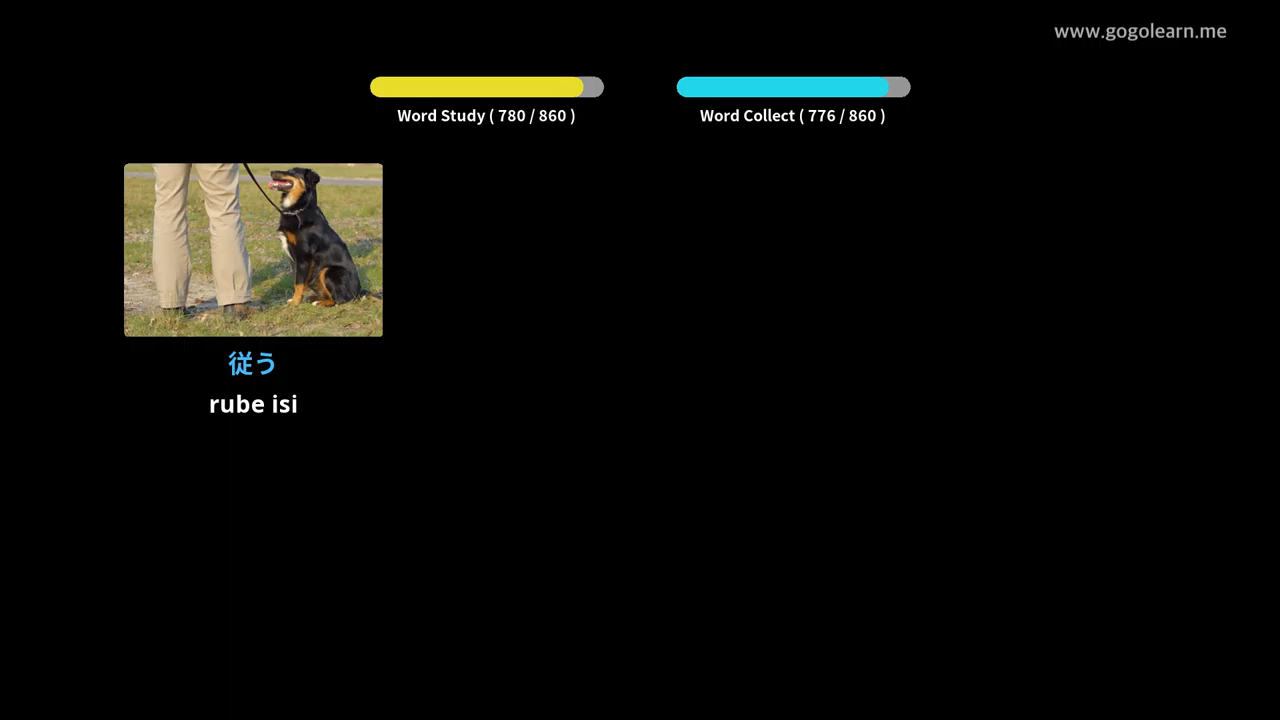 www.gogolearn.me
Word Study ( 780 / 860 )
Word Collect ( 776 / 860 )
従う
rube isi